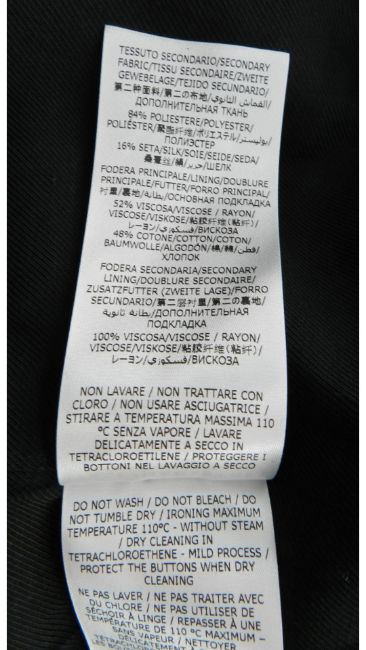 TESSUTO SECONDARIO/SECONDARY
FABRIC/TISSU SECONDAIRE/ZWEITE
GEWEBELAGE/TEJIDO SECUNDARIO/
第二种面料/第二の布地/القماش الثانوي/
ДОПОЛНИТЕЛЬНАЯ ТКАНЬ
84% POLIESTERE/POLYESTER/
POLIÉSTER/聚酯纤维/ポリエステル/بوليستر/
ПОЛИЭСТЕР
16% SETA/SILK/SOIE/SEIDE/SEDA/
桑蚕丝/絹/حرير/ШЕЛК
FODERA PRINCIPALE/LINING/DOUBLURE
PRINCIPALE/FUTTER/FORRO PRINCIPAL/
衬里/裏地/بطانة/ОСНОВНАЯ ПОДКЛАДКА
52% VISCOSA/VISCOSE / RAYON/
VISCOSE/VISKOSE/粘胶纤维(粘纤)/
レーヨン/فسكوزي/ВИСКОЗА
48% COTONE/COTTON/COTON/
BAUMWOLLE/ALGODÓN/棉/綿/قطن/
ХЛОПОК
FODERA SECONDARIA/SECONDARY
LINING/DOUBLURE SECONDAIRE/
ZUSATZFUTTER (ZWEITE LAGE)/FORRO
SECUNDARIO/第二层衬里/第二の裏地/
بطانة ثانوية/ДОПОЛНИТЕЛЬНАЯ
ПОДКЛАДКА
100% VISCOSA/VISCOSE / RAYON/
VISCOSE/VISKOSE/粘胶纤维(粘纤)/
レーヨン/فسكوزي/ВИСКОЗА
NON LAVARE / NON TRATTARE CON
CLORO / NON USARE ASCIUGATRICE /
STIRARE A TEMPERATURA MASSIMA 110
°C SENZA VAPORE / LAVARE
DELICATAMENTE A SECCO IN
TETRACLOROETILENE / PROTEGGERE I
BOTTONI NEL LAVAGGIO A SECCO
DO NOT WASH / DO NOT BLEACH / DO
NOT TUMBLE DRY / IRONING MAXIMUM
TEMPERATURE 110°C - WITHOUT STEAM
/ DRY CLEANING IN
TETRACHLOROETHENE - MILD PROCESS /
PROTECT THE BUTTONS WHEN DRY
CLEANING
NE PAS LAVER / NE PAS TRAITER AVEC
DU CHLORE / NE PAS UTILISER DE
SÉCHOIR À LINGE / REPASSER À UNE
TEMPÉRATURE DE 110 °C MAXIMUM –
SANS VAPEUR / NETTOYER